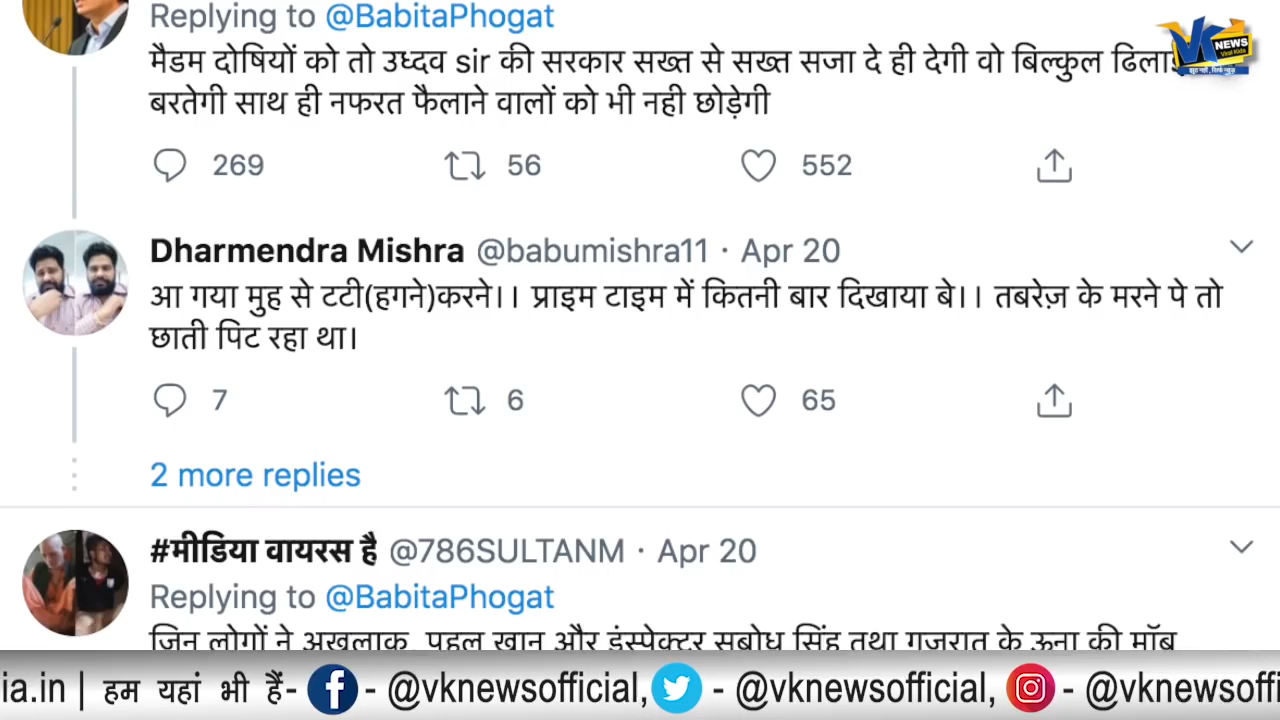 Replying to @BabitaPhogat
मैडम दोषियों को तो उध्दव sir की सरकार सख्त से सख्त सजा दे ही देगी वो बिल्कुल
बरतेगी साथ ही नफरत फैलाने वालों को भी नही छोड़ेगी
269 56 552
VK NEWS
Viral Kida
Dharmendra Mishra @babumishra11 · Apr 20
आ गया मुह से टटी(हगने)करने।। प्राइम टाइम में कितनी बार दिखाया बे।। तबरेज़ के मरने पे तो
छाती पिट रहा था।
7 6 65
2 more replies
#मीडिया वायरस है @786SULTANM · Apr 20
Replying to @BabitaPhogat
जिन लोगों ने अखलाक, पहलू खान और इंस्पेक्टर सुबोध सिंह तथा गुजरात के ऊना की मॉब
ia.in | हम यहां भी हैं- - @vknewsofficial, - @vknewsofficial, - @vknewsoffi